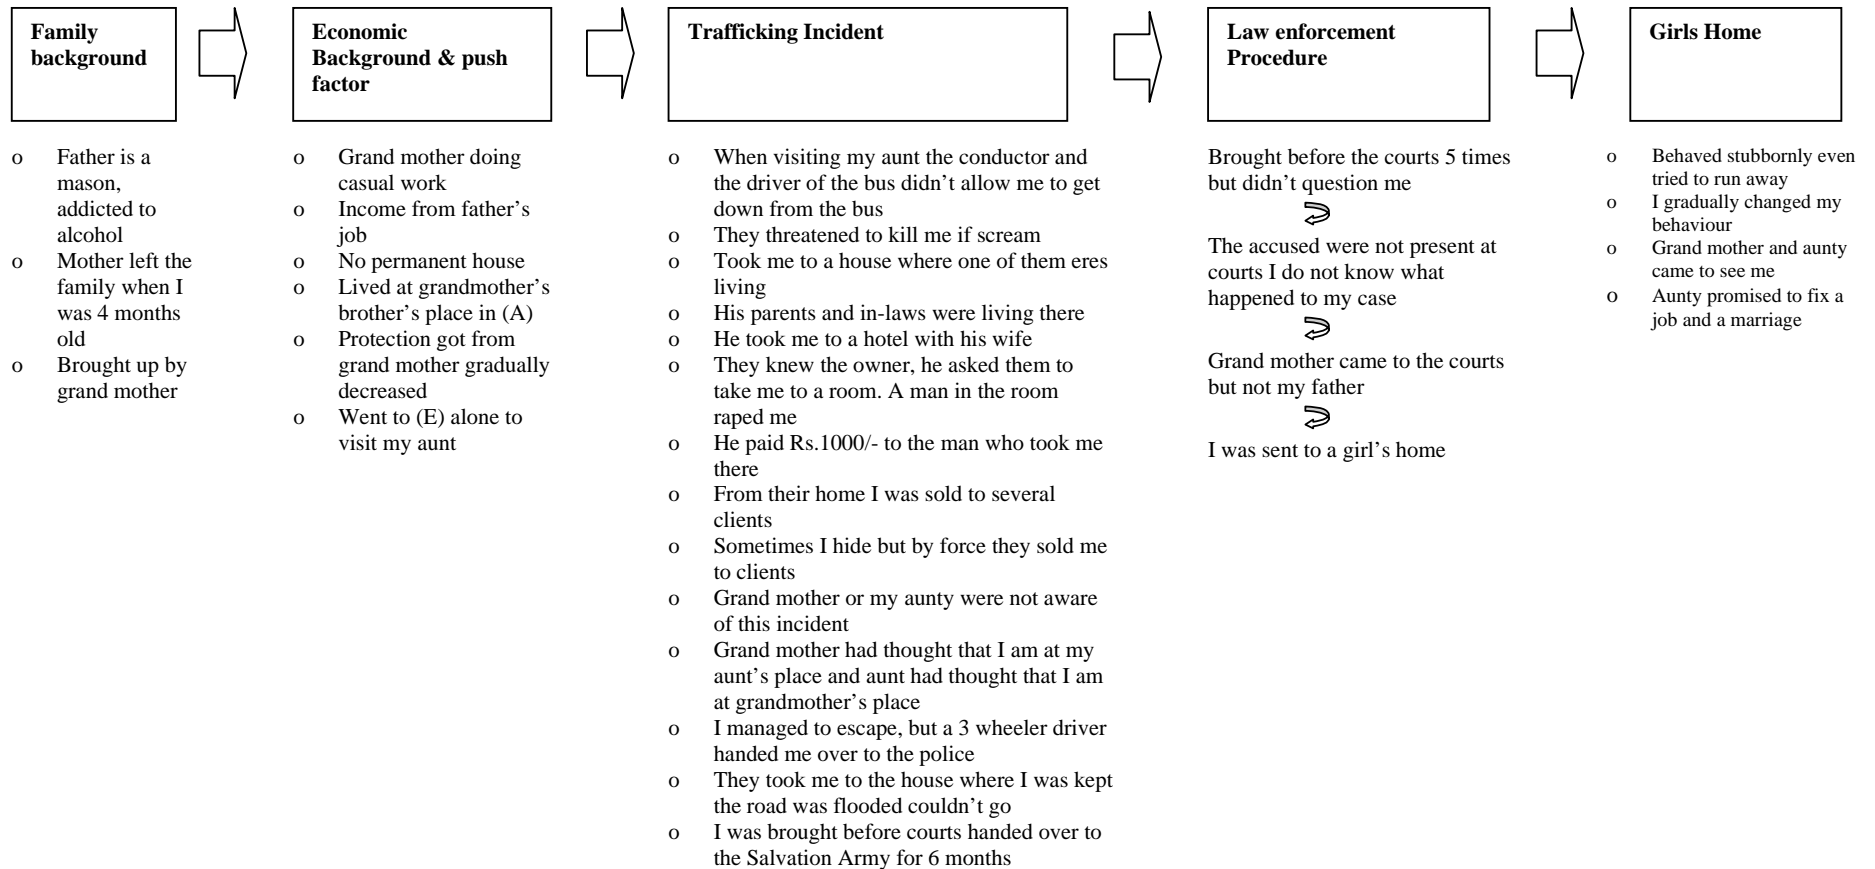 Family
background
Economic
Background & push
factor
Trafficking Incident
Law enforcement
Procedure
Girls Home
o Father is a
mason,
addicted to
alcohol
o Mother left the
family when I
was 4 months
old
o Brought up by
grand mother
o Grand mother doing
casual work
o Income from father’s
job
o No permanent house
o Lived at grandmother’s
brother’s place in (A)
o Protection got from
grand mother gradually
decreased
o Went to (E) alone to
visit my aunt
o When visiting my aunt the conductor and
the driver of the bus didn’t allow me to get
down from the bus
o They threatened to kill me if scream
o Took me to a house where one of them eres
living
o His parents and in-laws were living there
o He took me to a hotel with his wife
o They knew the owner, he asked them to
take me to a room. A man in the room
raped me
o He paid Rs.1000/- to the man who took me
there
o From their home I was sold to several
clients
o Sometimes I hide but by force they sold me
to clients
o Grand mother or my aunty were not aware
of this incident
o Grand mother had thought that I am at my
aunt’s place and aunt had thought that I am
at grandmother’s place
o I managed to escape, but a 3 wheeler driver
handed me over to the police
o They took me to the house where I was kept
the road was flooded couldn’t go
o I was brought before courts handed over to
the Salvation Army for 6 months
Brought before the courts 5 times
but didn’t question me
The accused were not present at
courts I do not know what
happened to my case
Grand mother came to the courts
but not my father
I was sent to a girl’s home
o Behaved stubbornly even
tried to run away
o I gradually changed my
behaviour
o Grand mother and aunty
came to see me
o Aunty promised to fix a
job and a marriage